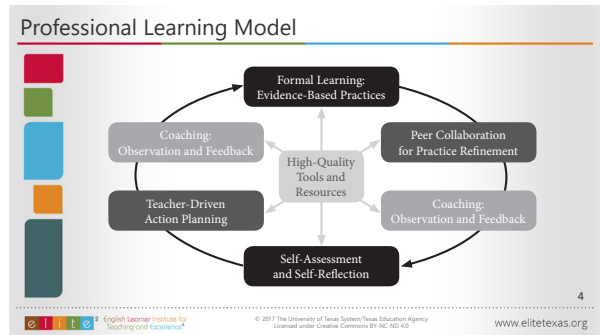 Professional Learning Model
Formal Learning:
Evidence-Based Practices
Coaching:
Observation and Feedback
Peer Collaboration
for Practice Refinement
High-Quality
Tools and
Resources
Teacher-Driven
Action Planning
Coaching:
Observation and Feedback
Self-Assessment
and Self-Reflection
4
elite² English Learner Institute for
Teaching and Excellence®
© 2017 The University of Texas System/Texas Education Agency
Licensed under Creative Commons BY-NC-ND 4.0
www.elitetexas.org